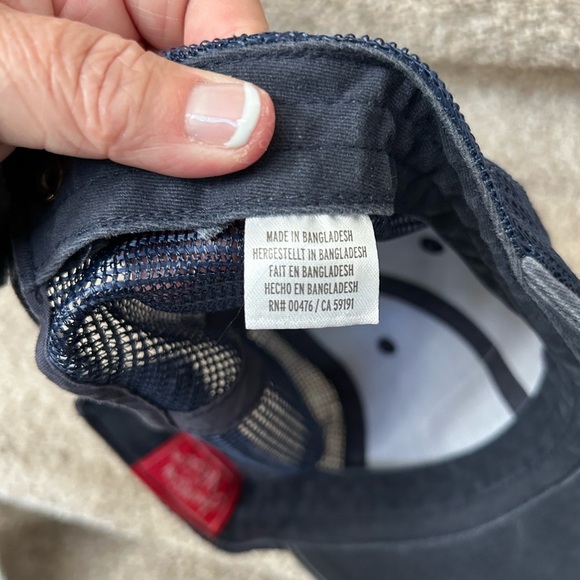 MADE IN BANGLADESH
HERGESTELLT IN BANGLADESH
FAIT EN BANGLADESH
HECHO EN BANGLADESH
RN# 00476 / CA 59191